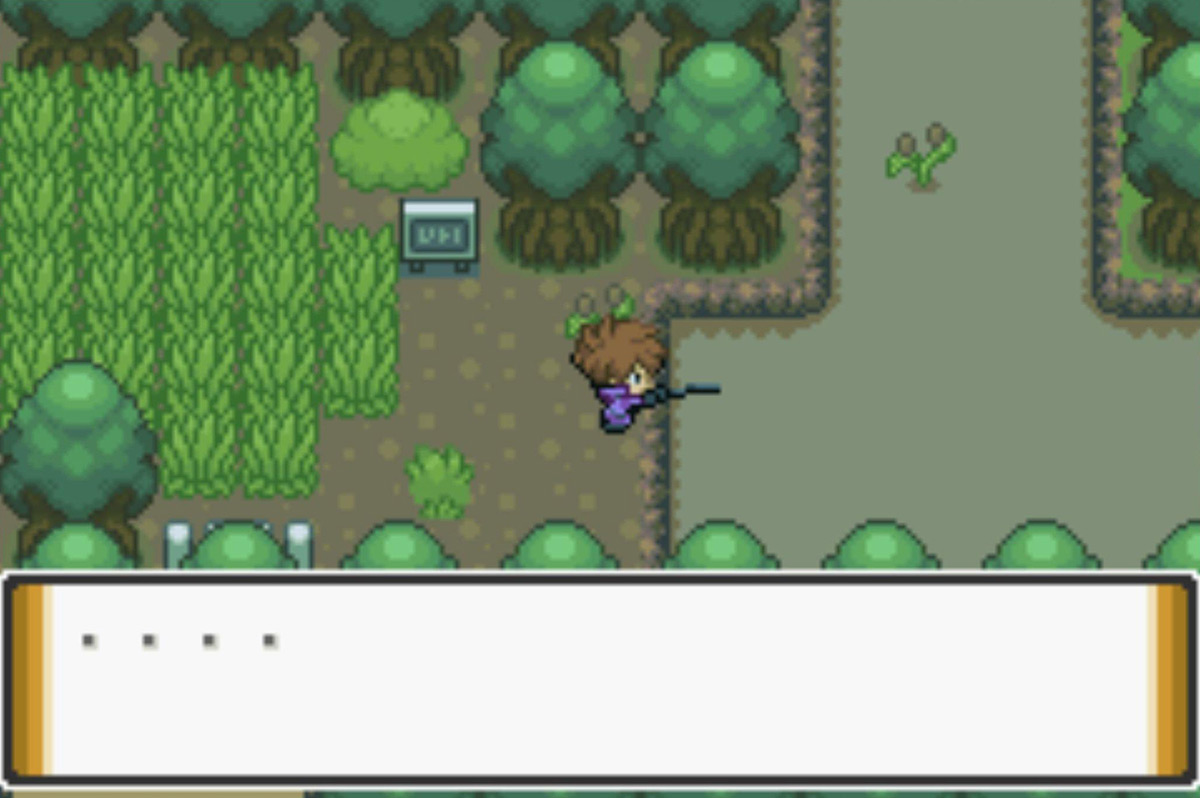 . . . .